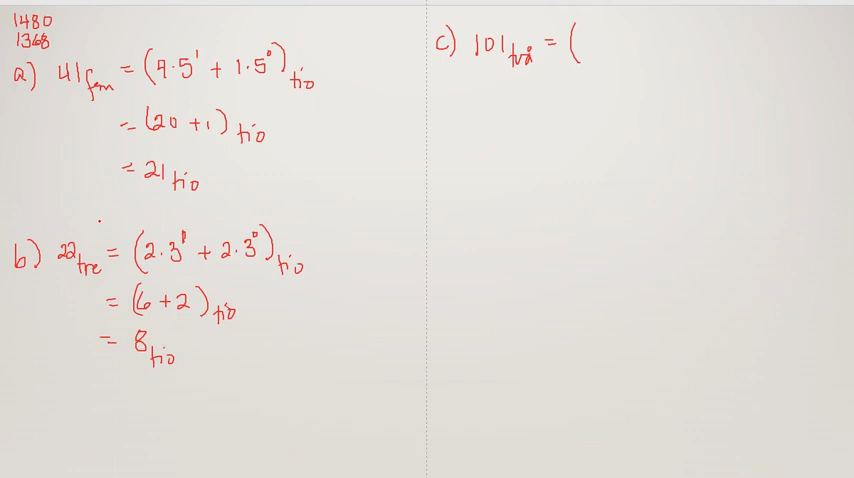 1480
1368
a) 41fem = (4·5¹ + 1·5⁰)tio
= (20 + 1)tio
= 21tio
b) 22tre = (2·3¹ + 2·3⁰)tio
= (6 + 2)tio
= 8tio
c) 101två = (